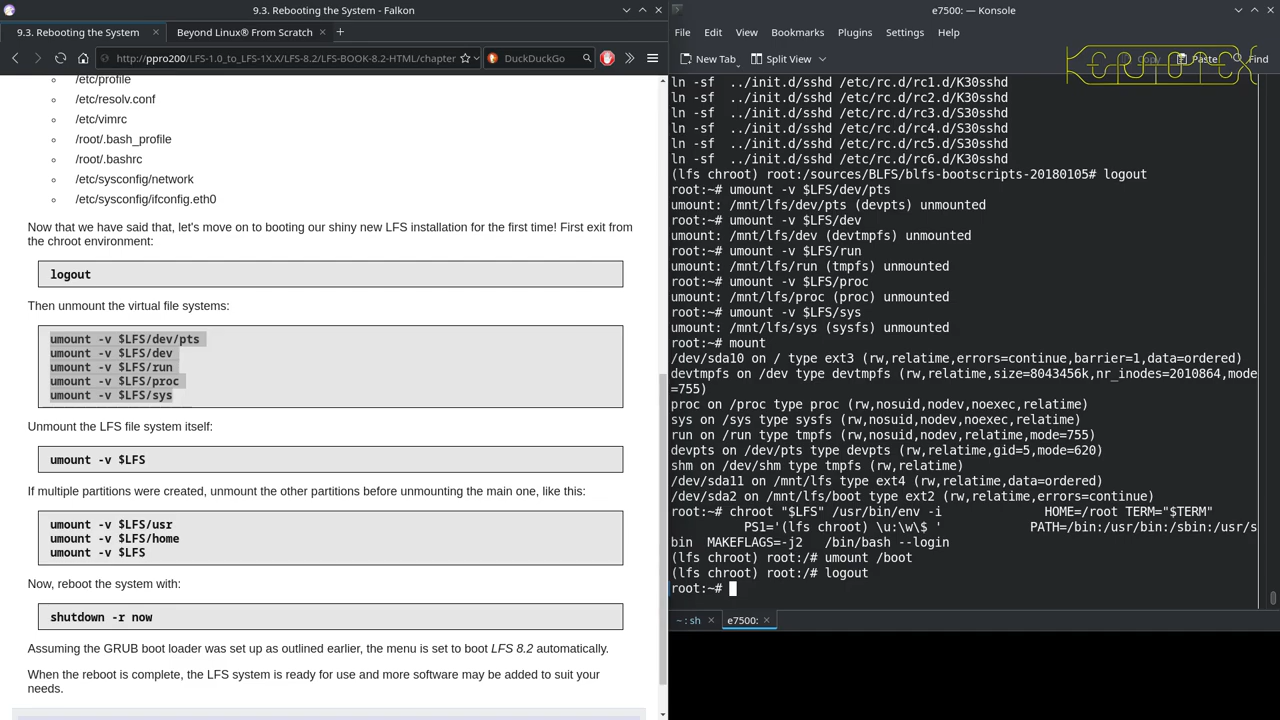 9.3. Rebooting the System - Falkon
9.3. Rebooting the System
Beyond Linux® From Scratch
http://ppro200/LFS-1.0_to_LFS-1X.X/LFS-8.2/LFS-BOOK-8.2-HTML/chapter
DuckDuckGo
/etc/profile
/etc/resolv.conf
/etc/vimrc
/root/.bash_profile
/root/.bashrc
/etc/sysconfig/network
/etc/sysconfig/ifconfig.eth0
Now that we have said that, let's move on to booting our shiny new LFS installation for the first time! First exit from
the chroot environment:
logout
Then unmount the virtual file systems:
umount -v $LFS/dev/pts
umount -v $LFS/dev
umount -v $LFS/run
umount -v $LFS/proc
umount -v $LFS/sys
Unmount the LFS file system itself:
umount -v $LFS
If multiple partitions were created, unmount the other partitions before unmounting the main one, like this:
umount -v $LFS/usr
umount -v $LFS/home
umount -v $LFS
Now, reboot the system with:
shutdown -r now
Assuming the GRUB boot loader was set up as outlined earlier, the menu is set to boot LFS 8.2 automatically.
When the reboot is complete, the LFS system is ready for use and more software may be added to suit your
needs.
e7500: — Konsole
File Edit View Bookmarks Plugins Settings Help
New Tab Split View Copy Paste Find
ln -sf  ../init.d/sshd /etc/rc.d/rc1.d/K30sshd
ln -sf  ../init.d/sshd /etc/rc.d/rc2.d/K30sshd
ln -sf  ../init.d/sshd /etc/rc.d/rc3.d/S30sshd
ln -sf  ../init.d/sshd /etc/rc.d/rc4.d/S30sshd
ln -sf  ../init.d/sshd /etc/rc.d/rc5.d/S30sshd
ln -sf  ../init.d/sshd /etc/rc.d/rc6.d/K30sshd
(lfs chroot) root:/sources/BLFS/blfs-bootscripts-20180105# logout
root:~# umount -v $LFS/dev/pts
umount: /mnt/lfs/dev/pts (devpts) unmounted
root:~# umount -v $LFS/dev
umount: /mnt/lfs/dev (devtmpfs) unmounted
root:~# umount -v $LFS/run
umount: /mnt/lfs/run (tmpfs) unmounted
root:~# umount -v $LFS/proc
umount: /mnt/lfs/proc (proc) unmounted
root:~# umount -v $LFS/sys
umount: /mnt/lfs/sys (sysfs) unmounted
root:~# mount
/dev/sda10 on / type ext3 (rw,relatime,errors=continue,barrier=1,data=ordered)
devtmpfs on /dev type devtmpfs (rw,relatime,size=8043456k,nr_inodes=2010864,mode
=755)
proc on /proc type proc (rw,nosuid,nodev,noexec,relatime)
sys on /sys type sysfs (rw,nosuid,nodev,noexec,relatime)
run on /run type tmpfs (rw,nosuid,nodev,relatime,mode=755)
devpts on /dev/pts type devpts (rw,relatime,gid=5,mode=620)
shm on /dev/shm type tmpfs (rw,relatime)
/dev/sda11 on /mnt/lfs type ext4 (rw,relatime,data=ordered)
/dev/sda2 on /mnt/lfs/boot type ext2 (rw,relatime,errors=continue)
root:~# chroot "$LFS" /usr/bin/env -i             HOME=/root TERM="$TERM"
         PS1='(lfs chroot) \u:\w\$ '            PATH=/bin:/usr/bin:/sbin:/usr/s
bin  MAKEFLAGS=-j2   /bin/bash --login
(lfs chroot) root:/# umount /boot
(lfs chroot) root:/# logout
root:~#
~ : sh
e7500: